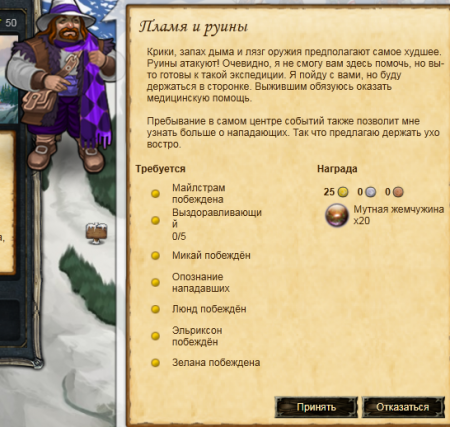 50
Пламя и руины
Крики, запах дыма и лязг оружия предполагают самое худшее.
Руины атакуют! Очевидно, я не смогу вам здесь помочь, но вы-
то готовы к такой экспедиции. Я пойду с вами, но буду
держаться в сторонке. Выжившим обязуюсь оказать
медицинскую помощь.
Пребывание в самом центре событий также позволит мне
узнать больше о нападающих. Так что предлагаю держать ухо
востро.
Требуется
Майлстрам
побеждена
Выздоравливающи
й
0/5
Микай побеждён
Опознание
нападавших
Люнд побеждён
Эльриксон
побеждён
Зелана побеждена
Награда
25 0 0
Мутная жемчужина
x20
Принять Отказаться